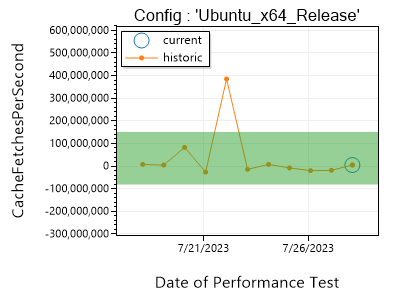 Config : 'Ubuntu_x64_Release'
current
historic
CacheFetchesPerSecond
600,000,000
500,000,000
400,000,000
300,000,000
200,000,000
100,000,000
0
-100,000,000
-200,000,000
-300,000,000
7/21/2023
7/26/2023
Date of Performance Test